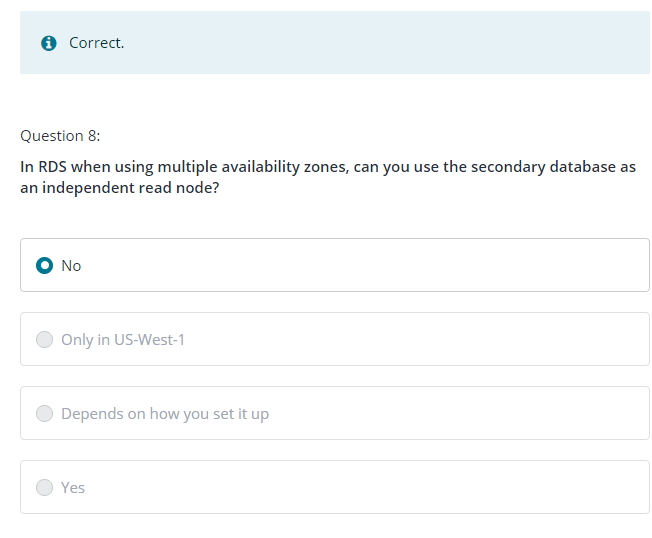 Correct.
Question 8:
In RDS when using multiple availability zones, can you use the secondary database as
an independent read node?
No
Only in US-West-1
Depends on how you set it up
Yes